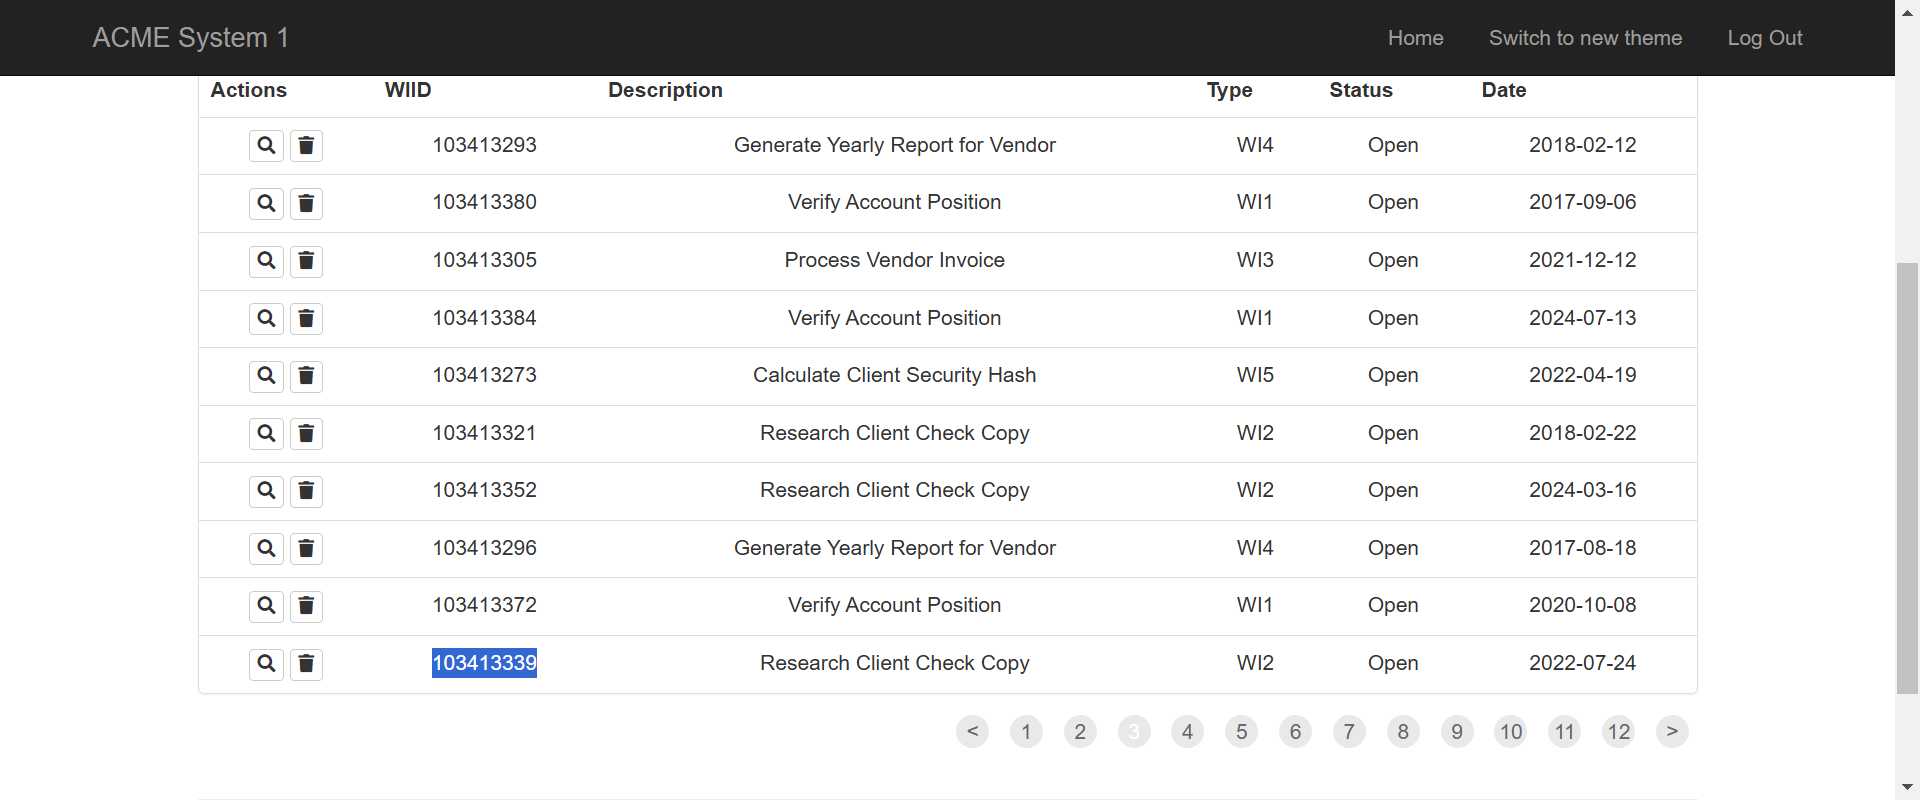 ACME System 1 Home Switch to new theme Log Out
Actions WIID Description Type Status Date
103413293 Generate Yearly Report for Vendor WI4 Open 2018-02-12
103413380 Verify Account Position WI1 Open 2017-09-06
103413305 Process Vendor Invoice WI3 Open 2021-12-12
103413384 Verify Account Position WI1 Open 2024-07-13
103413273 Calculate Client Security Hash WI5 Open 2022-04-19
103413321 Research Client Check Copy WI2 Open 2018-02-22
103413352 Research Client Check Copy WI2 Open 2024-03-16
103413296 Generate Yearly Report for Vendor WI4 Open 2017-08-18
103413372 Verify Account Position WI1 Open 2020-10-08
103413339 Research Client Check Copy WI2 Open 2022-07-24
< 1 2 3 4 5 6 7 8 9 10 11 12 >